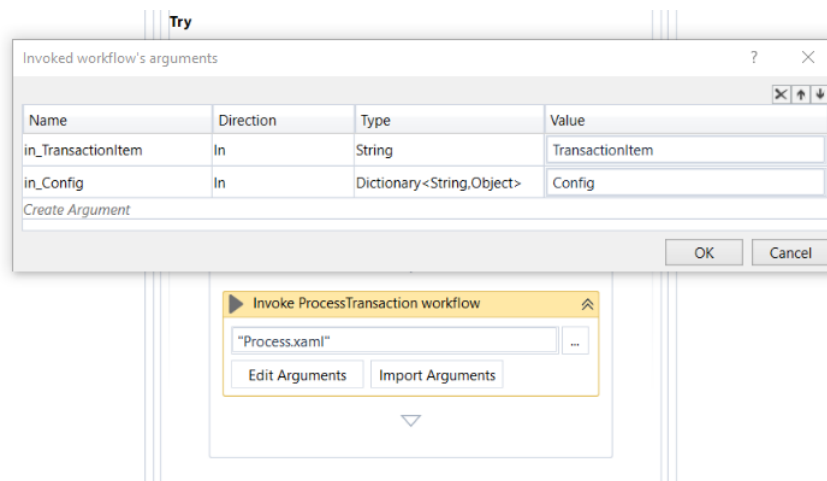 Try
Invoked workflow's arguments ?
Name Direction Type Value
in_TransactionItem In String TransactionItem
in_Config In Dictionary<String,Object> Config
Create Argument
OK Cancel
Invoke ProcessTransaction workflow
"Process.xaml" ...
Edit Arguments Import Arguments